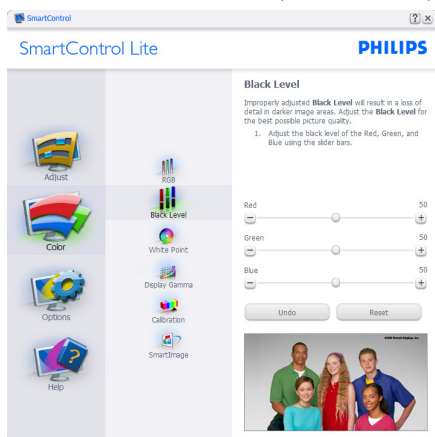 SmartControl
SmartControl Lite
PHILIPS
Adjust
Color
Options
Help
RGB
Black Level
White Point
Display Gamma
Calibration
SmartImage
Black Level
Improperly adjusted Black Level will result in a loss of
detail in darker image areas. Adjust the Black Level for
the best possible picture quality.
1. Adjust the black level of the Red, Green, and
Blue using the slider bars.
Red 50
Green 50
Blue 50
Undo Reset